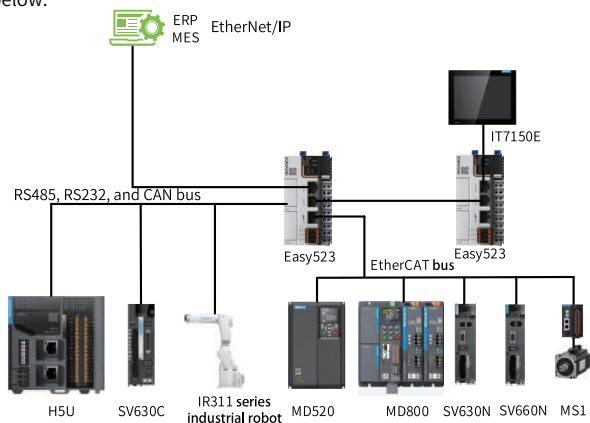 below.
ERP
MES
EtherNet/IP
IT7150E
RS485, RS232, and CAN bus
Easy523
Easy523
EtherCAT bus
H5U
SV630C
IR311 series
industrial robot
MD520
MD800
SV630N
SV660N
MS1